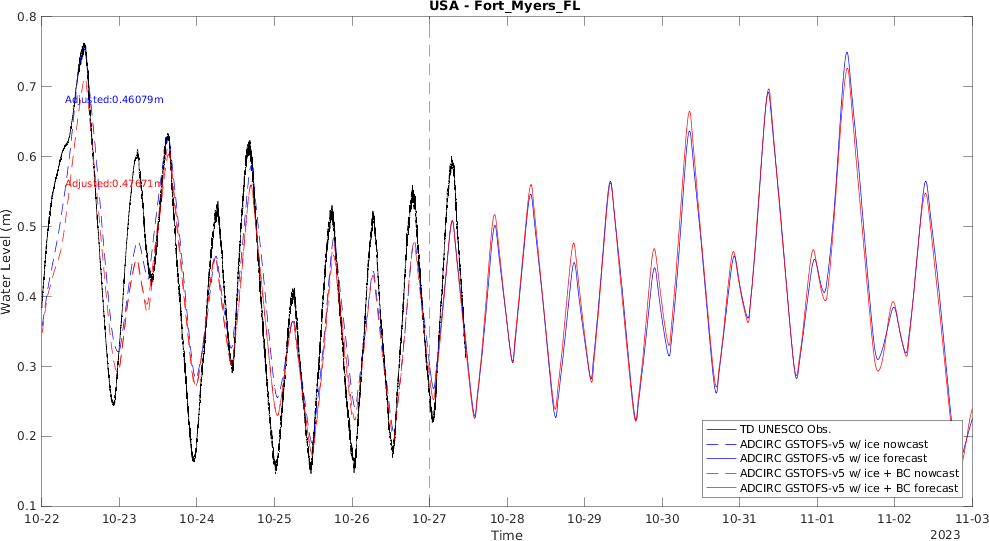 USA - Fort_Myers_FL
0.8
0.7
0.6
0.5
0.4
0.3
0.2
0.1
Water Level (m)
Adjusted:0.46079m
Adjusted:0.47671m
TD UNESCO Obs.
ADCIRC GSTOFS-v5 w/ ice nowcast
ADCIRC GSTOFS-v5 w/ ice forecast
ADCIRC GSTOFS-v5 w/ ice + BC nowcast
ADCIRC GSTOFS-v5 w/ ice + BC forecast
10-22 10-23 10-24 10-25 10-26 10-27 10-28 10-29 10-30 10-31 11-01 11-02 11-03
Time
2023